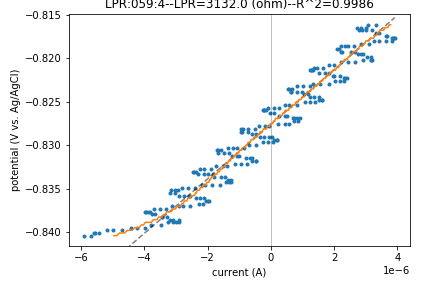 LPR:059:4--LPR=3132.0 (ohm)--R^2=0.9986
−0.815
−0.820
−0.825
−0.830
−0.835
−0.840
potential (V vs. Ag/AgCl)
−6 −4 −2 0 2 4
1e−6
current (A)